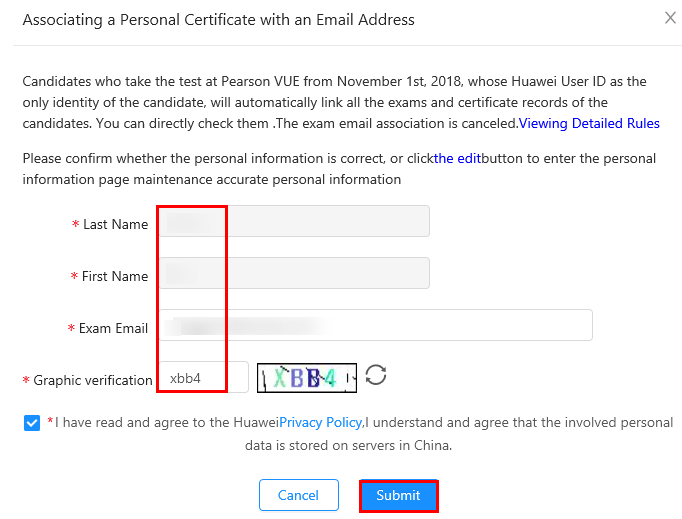 Associating a Personal Certificate with an Email Address
Candidates who take the test at Pearson VUE from November 1st, 2018, whose Huawei User ID as the
only identity of the candidate, will automatically link all the exams and certificate records of the
candidates. You can directly check them .The exam email association is canceled.Viewing Detailed Rules
Please confirm whether the personal information is correct, or clickthe editbutton to enter the personal
information page maintenance accurate personal information
* Last Name
* First Name
* Exam Email
* Graphic verification xbb4 XBB4
* I have read and agree to the HuaweiPrivacy Policy,I understand and agree that the involved personal
data is stored on servers in China.
Cancel Submit